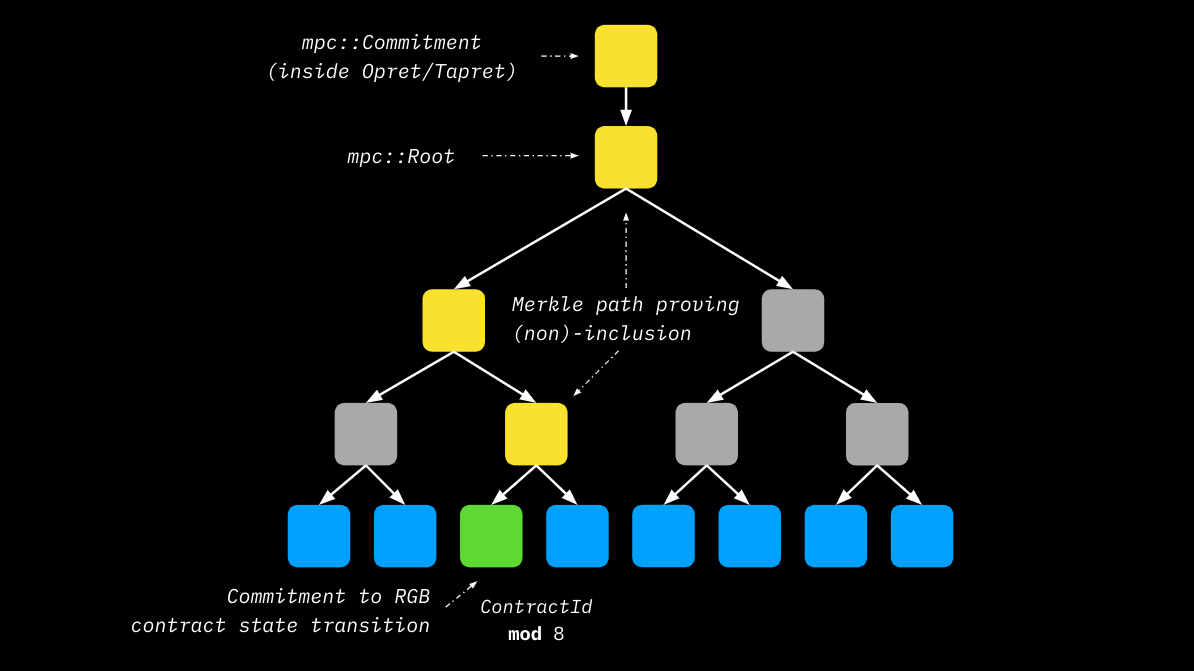 mpc::Commitment
(inside Opret/Tapret)
mpc::Root
Merkle path proving
(non)-inclusion
Commitment to RGB
contract state transition
ContractId
mod 8